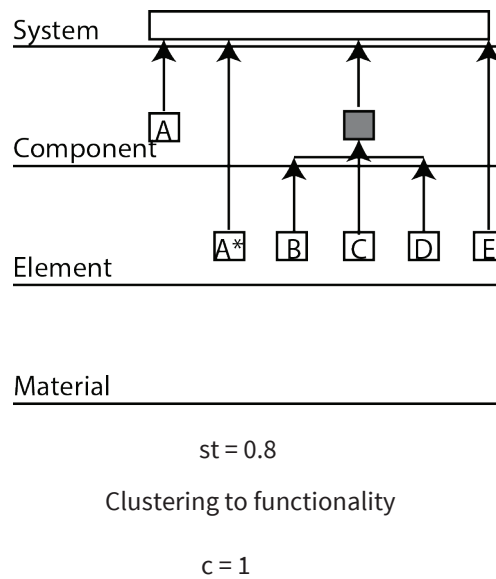 System
A
Component
A* B C D E
Element
Material
st = 0.8
Clustering to functionality
c = 1